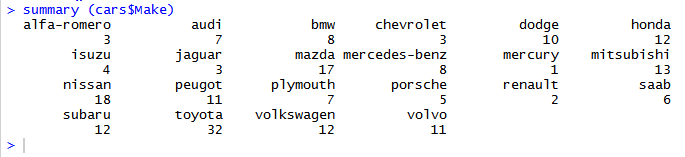 > summary (cars$Make)
alfa-romero audi bmw chevrolet dodge honda
3 7 8 3 10 12
isuzu jaguar mazda mercedes-benz mercury mitsubishi
4 3 17 8 1 13
nissan peugot plymouth porsche renault saab
18 11 7 5 2 6
subaru toyota volkswagen volvo
12 32 12 11
>